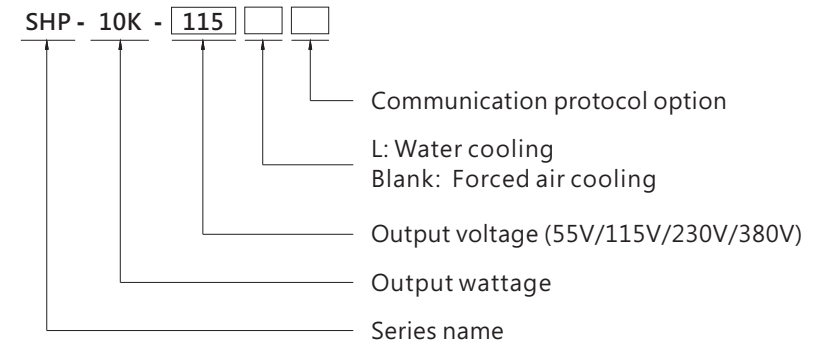 SHP - 10K - 115
Communication protocol option
L: Water cooling
Blank: Forced air cooling
Output voltage (55V/115V/230V/380V)
Output wattage
Series name